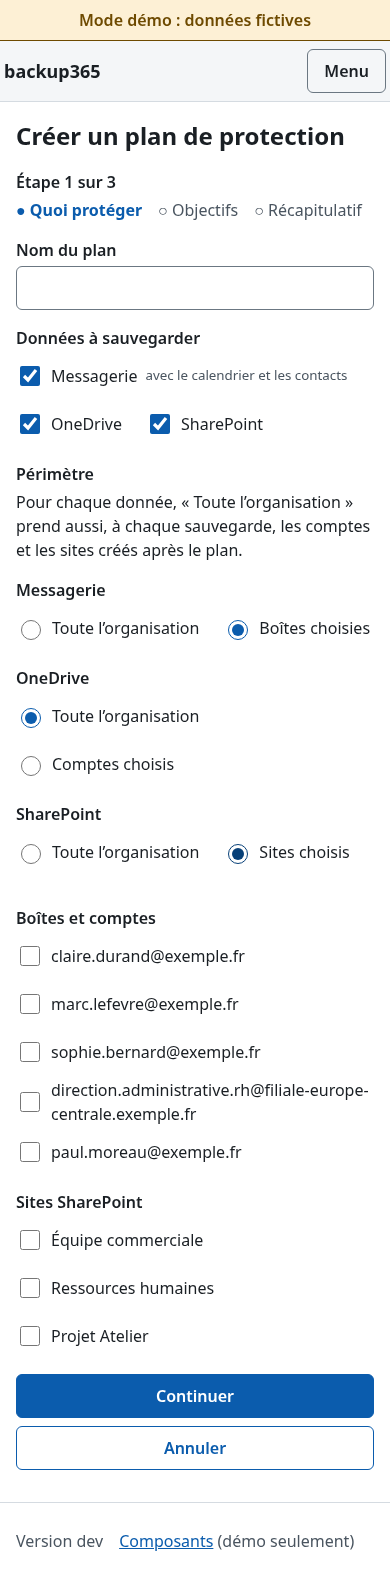 Mode démo : données fictives
backup365
Menu
Créer un plan de protection
Étape 1 sur 3
● Quoi protéger ○ Objectifs ○ Récapitulatif
Nom du plan
Données à sauvegarder
Messagerie avec le calendrier et les contacts
OneDrive SharePoint
Périmètre
Pour chaque donnée, « Toute l’organisation »
prend aussi, à chaque sauvegarde, les comptes
et les sites créés après le plan.
Messagerie
Toute l’organisation Boîtes choisies
OneDrive
Toute l’organisation
Comptes choisis
SharePoint
Toute l’organisation Sites choisis
Boîtes et comptes
claire.durand@exemple.fr
marc.lefevre@exemple.fr
sophie.bernard@exemple.fr
direction.administrative.rh@filiale-europe-
centrale.exemple.fr
paul.moreau@exemple.fr
Sites SharePoint
Équipe commerciale
Ressources humaines
Projet Atelier
Continuer
Annuler
Version dev Composants (démo seulement)